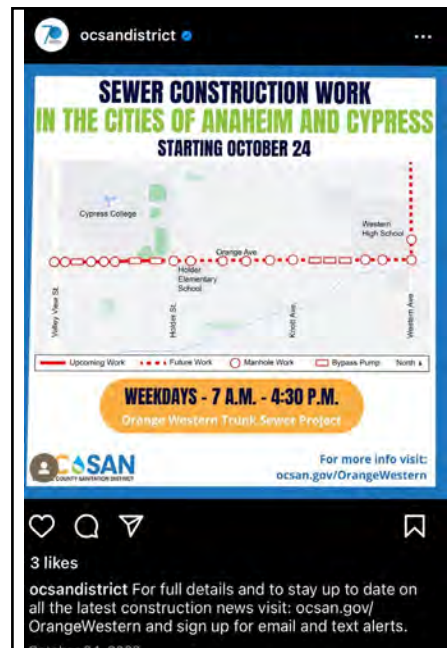 ocsandistrict
SEWER CONSTRUCTION WORK
IN THE CITIES OF ANAHEIM AND CYPRESS
STARTING OCTOBER 24
Cypress College
Western
High School
Orange Ave.
Holder
Elementary
School
Valley View St.
Holder St.
Knott Ave.
Western Ave.
Upcoming Work
Future Work
Manhole Work
Bypass Pump
North
WEEKDAYS - 7 A.M. - 4:30 P.M.
Orange Western Trunk Sewer Project
SAN
COUNTY SANITATION DISTRICT
For more info visit:
ocsan.gov/OrangeWestern
3 likes
ocsandistrict For full details and to stay up to date on
all the latest construction news visit: ocsan.gov/
OrangeWestern and sign up for email and text alerts.